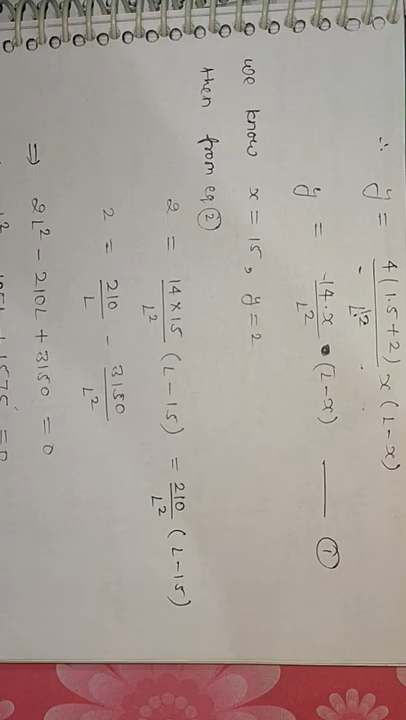 ∴ y = 4(1.5+2)/L² x (L-x)
y = 14.x/L² • (L-x) —— ①
we know x = 15, y = 2
then from eq ②
2 = 14×15/L² (L-15) = 210/L² (L-15)
2 = 210/L - 3150/L²
⇒ 2L² - 210L + 3150 = 0